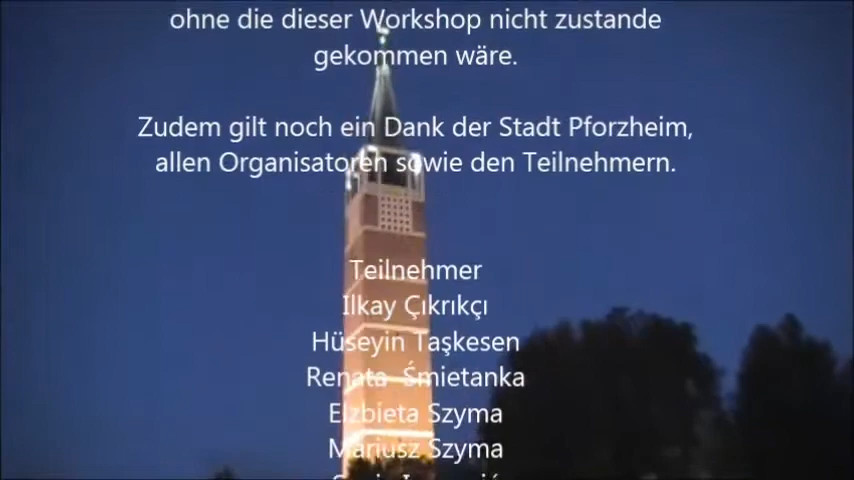 ohne die dieser Workshop nicht zustande
gekommen wäre.
Zudem gilt noch ein Dank der Stadt Pforzheim,
allen Organisatoren sowie den Teilnehmern.
Teilnehmer
Ilkay Çıkrıkçı
Hüseyin Taşkesen
Renata Śmietanka
Elzbieta Szyma
Mariusz Szyma